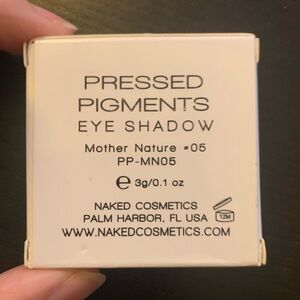 PRESSED
PIGMENTS
EYE SHADOW
Mother Nature #05
PP-MN05
e 3g/0.1 oz
NAKED COSMETICS
PALM HARBOR, FL USA
12M
WWW.NAKEDCOSMETICS.COM